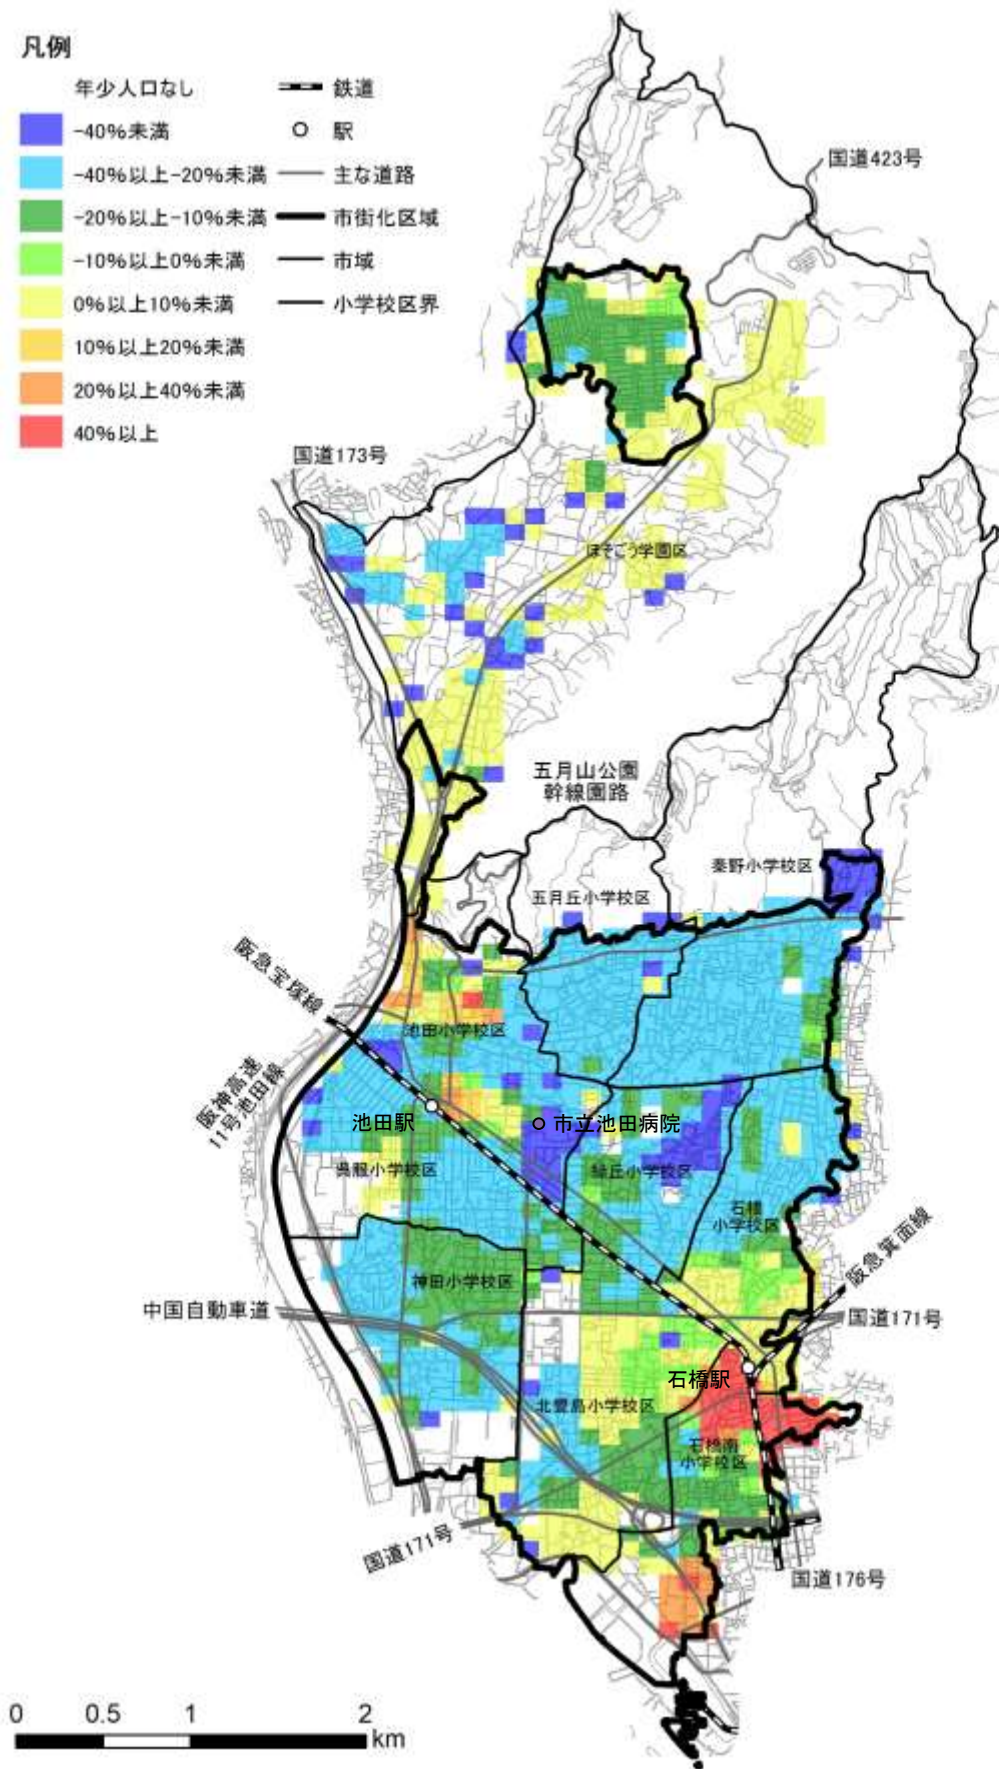 凡例
年少人口なし
-40%未満
-40%以上-20%未満
-20%以上-10%未満
-10%以上0%未満
0%以上10%未満
10%以上20%未満
20%以上40%未満
40%以上
鉄道
駅
主な道路
市街化区域
市域
小学校区界
国道423号
国道173号
ほそごう学園区
五月山公園
幹線園路
秦野小学校区
五月丘小学校区
阪急宝塚線
池田小学校区
阪神高速
11号池田線
池田駅
市立池田病院
呉服小学校区
緑丘小学校区
石橋
小学校区
阪急箕面線
神田小学校区
中国自動車道
国道171号
石橋駅
北豊島小学校区
石橋南
小学校区
国道171号
国道176号
0 0.5 1 2
km